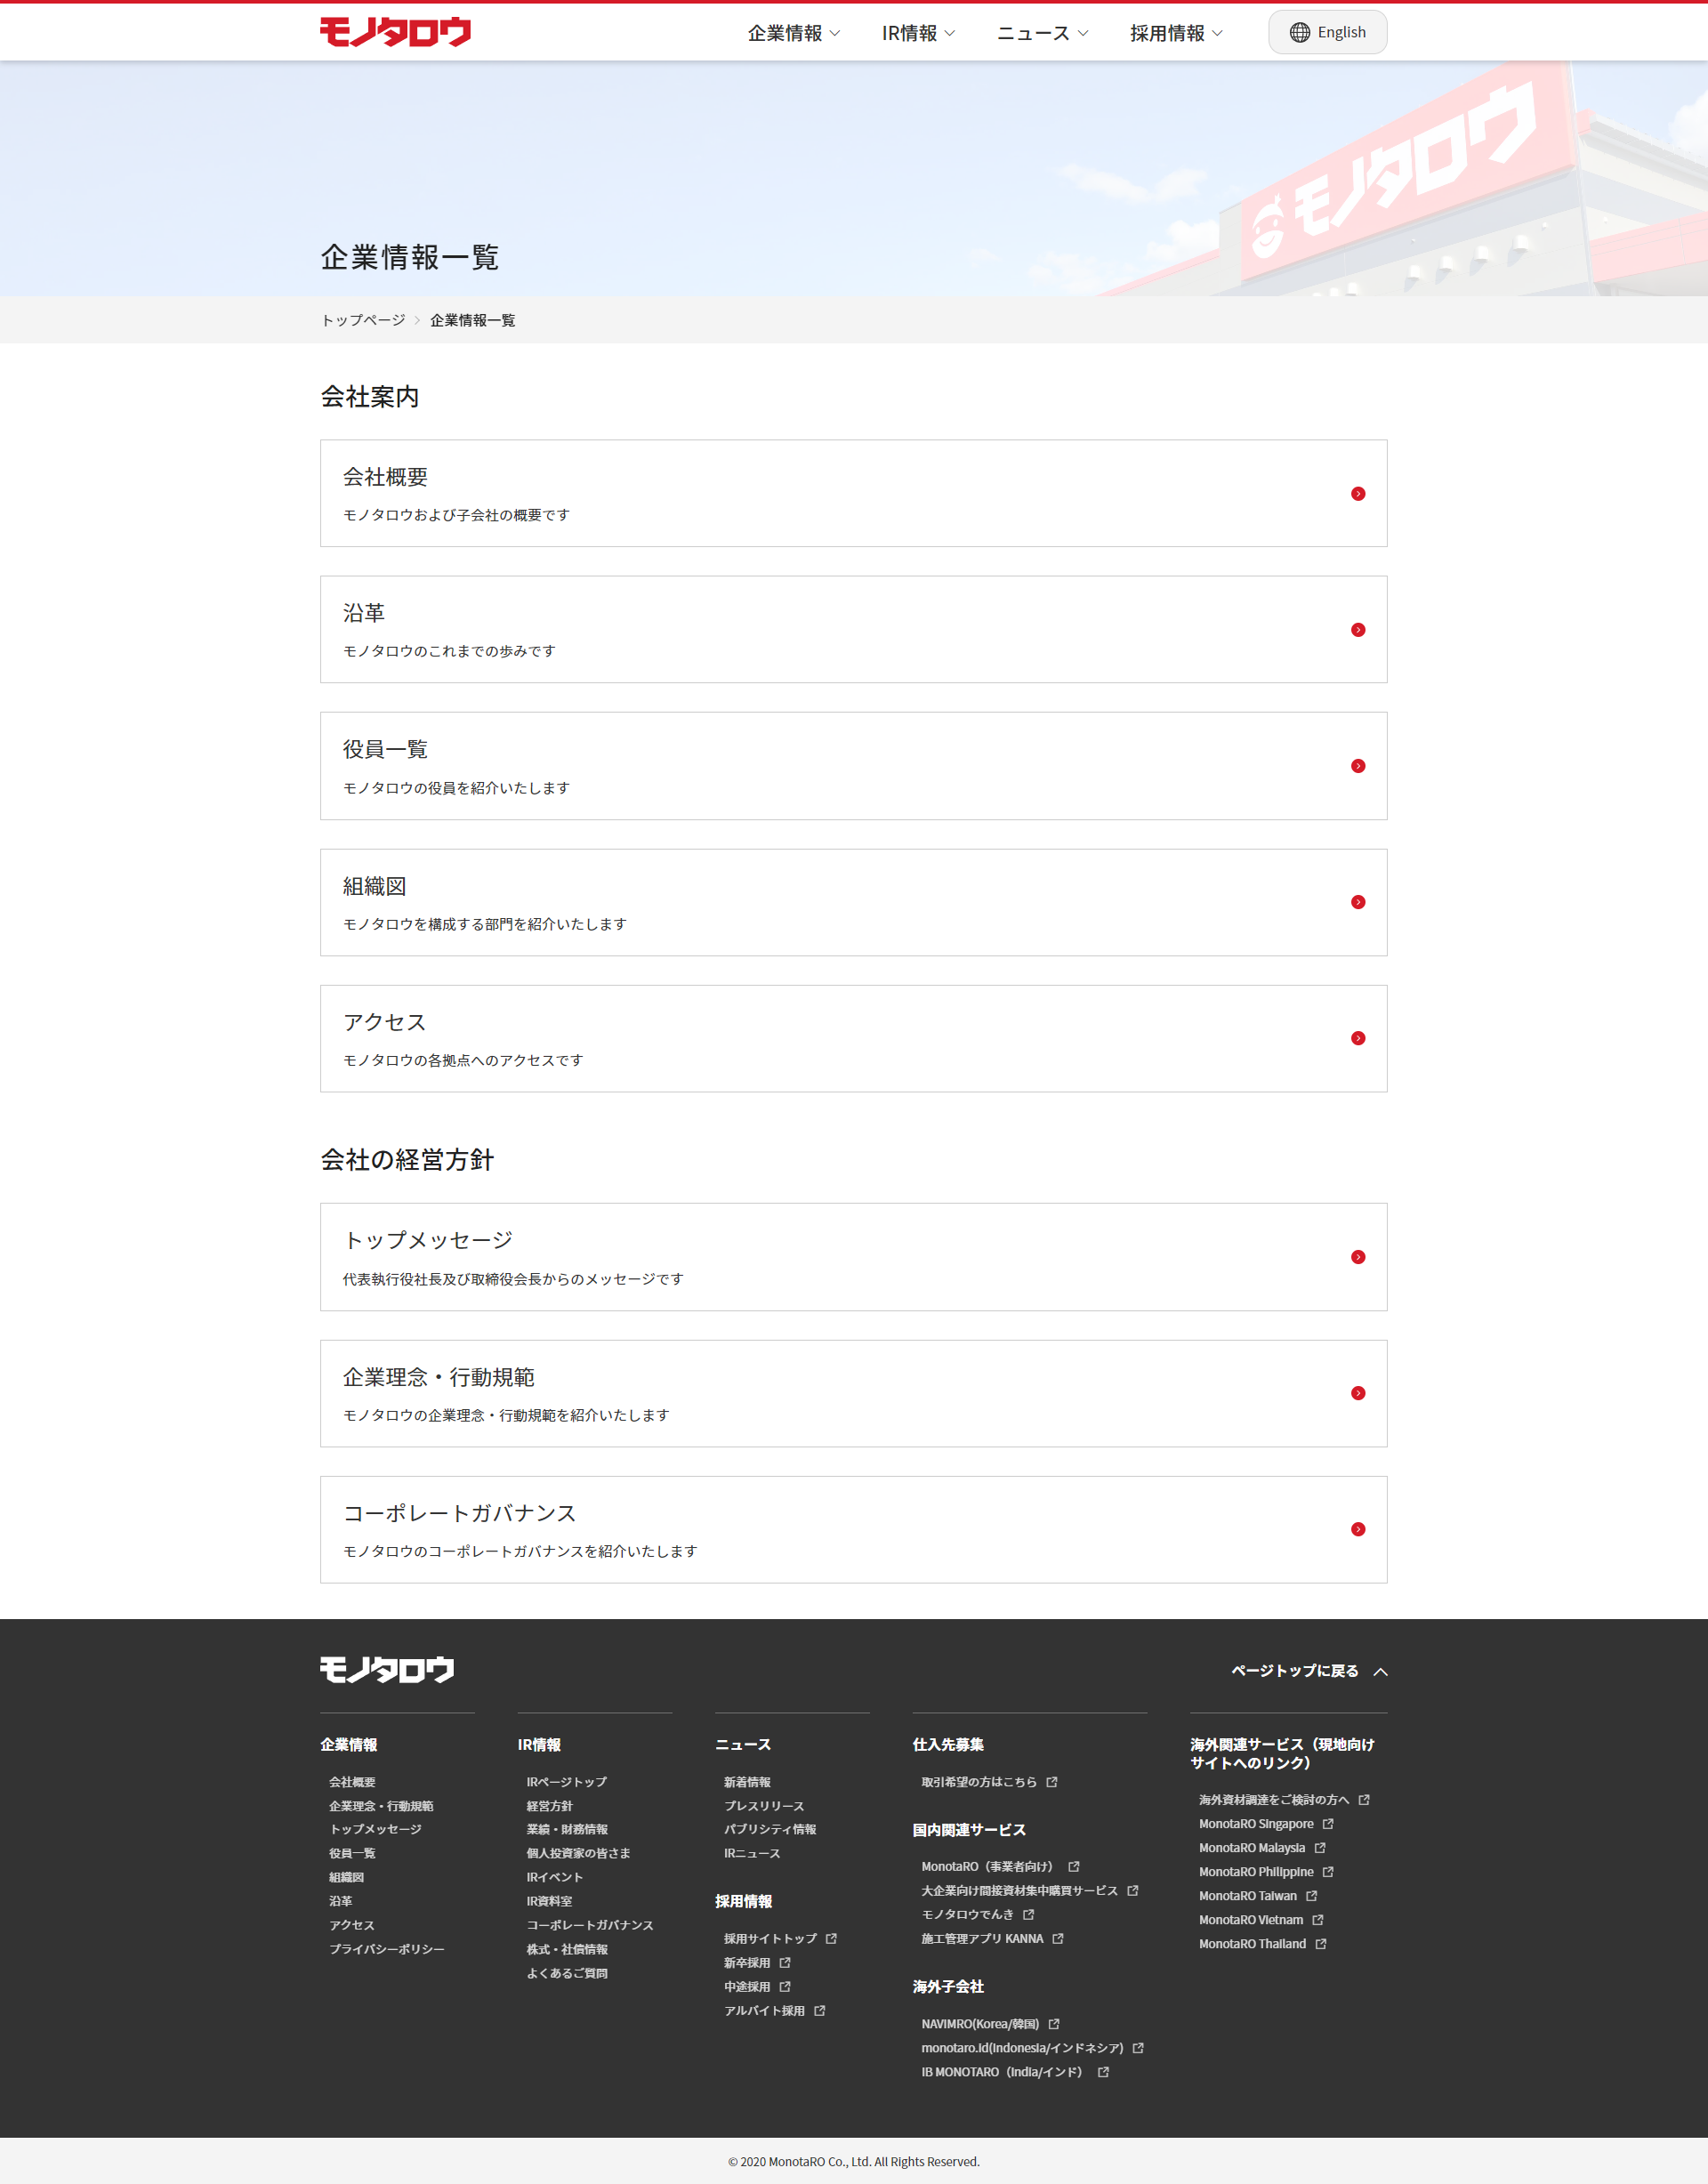 モノタロウ
企業情報
IR情報
ニュース
採用情報
English
モノタロウ
企業情報一覧
トップページ
企業情報一覧
会社案内
会社概要
モノタロウおよび子会社の概要です
沿革
モノタロウのこれまでの歩みです
役員一覧
モノタロウの役員を紹介いたします
組織図
モノタロウを構成する部門を紹介いたします
アクセス
モノタロウの各拠点へのアクセスです
会社の経営方針
トップメッセージ
代表執行役社長及び取締役会長からのメッセージです
企業理念・行動規範
モノタロウの企業理念・行動規範を紹介いたします
コーポレートガバナンス
モノタロウのコーポレートガバナンスを紹介いたします
モノタロウ
ページトップに戻る
企業情報
会社概要
企業理念・行動規範
トップメッセージ
役員一覧
組織図
沿革
アクセス
プライバシーポリシー
IR情報
IRページトップ
経営方針
業績・財務情報
個人投資家の皆さま
IRイベント
IR資料室
コーポレートガバナンス
株式・社債情報
よくあるご質問
ニュース
新着情報
プレスリリース
パブリシティ情報
IRニュース
採用情報
採用サイトトップ
新卒採用
中途採用
アルバイト採用
仕入先募集
取引希望の方はこちら
国内関連サービス
MonotaRO（事業者向け）
大企業向け間接資材集中購買サービス
モノタロウでんき
施工管理アプリ KANNA
海外子会社
NAVIMRO(Korea/韓国)
monotaro.id(Indonesia/インドネシア)
IB MONOTARO（India/インド）
海外関連サービス（現地向け
サイトへのリンク）
海外資材調達をご検討の方へ
MonotaRO Singapore
MonotaRO Malaysia
MonotaRO Philippine
MonotaRO Taiwan
MonotaRO Vietnam
MonotaRO Thailand
© 2020 MonotaRO Co., Ltd. All Rights Reserved.